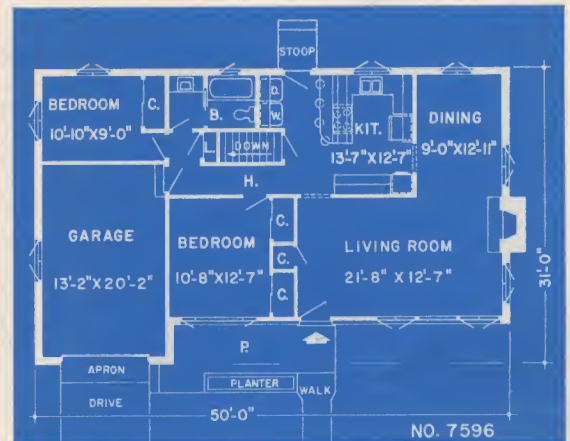 STOOP
BEDROOM
10'-10"X9'-0"
C.
B.
D.
W.
KIT.
13'-7"X12'-7"
DINING
9'-0"X12'-11"
L.
DOWN
H.
GARAGE
13'-2"X20'-2"
BEDROOM
10'-8"X12'-7"
C.
C.
C.
LIVING ROOM
21'-8" X 12'-7"
31'-0"
P.
APRON
PLANTER
WALK
DRIVE
50'-0"
NO. 7596